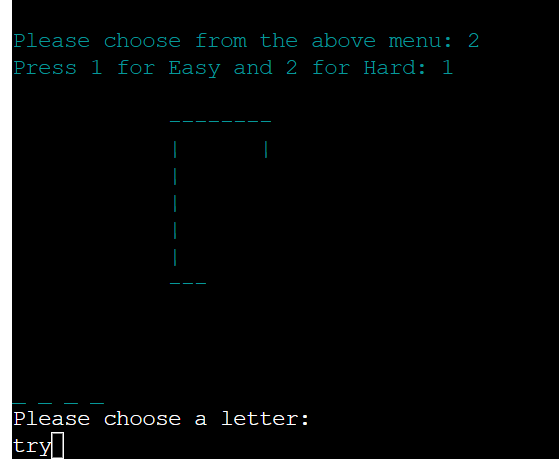 Please choose from the above menu: 2
Press 1 for Easy and 2 for Hard: 1
_ _ _ _
Please choose a letter:
try